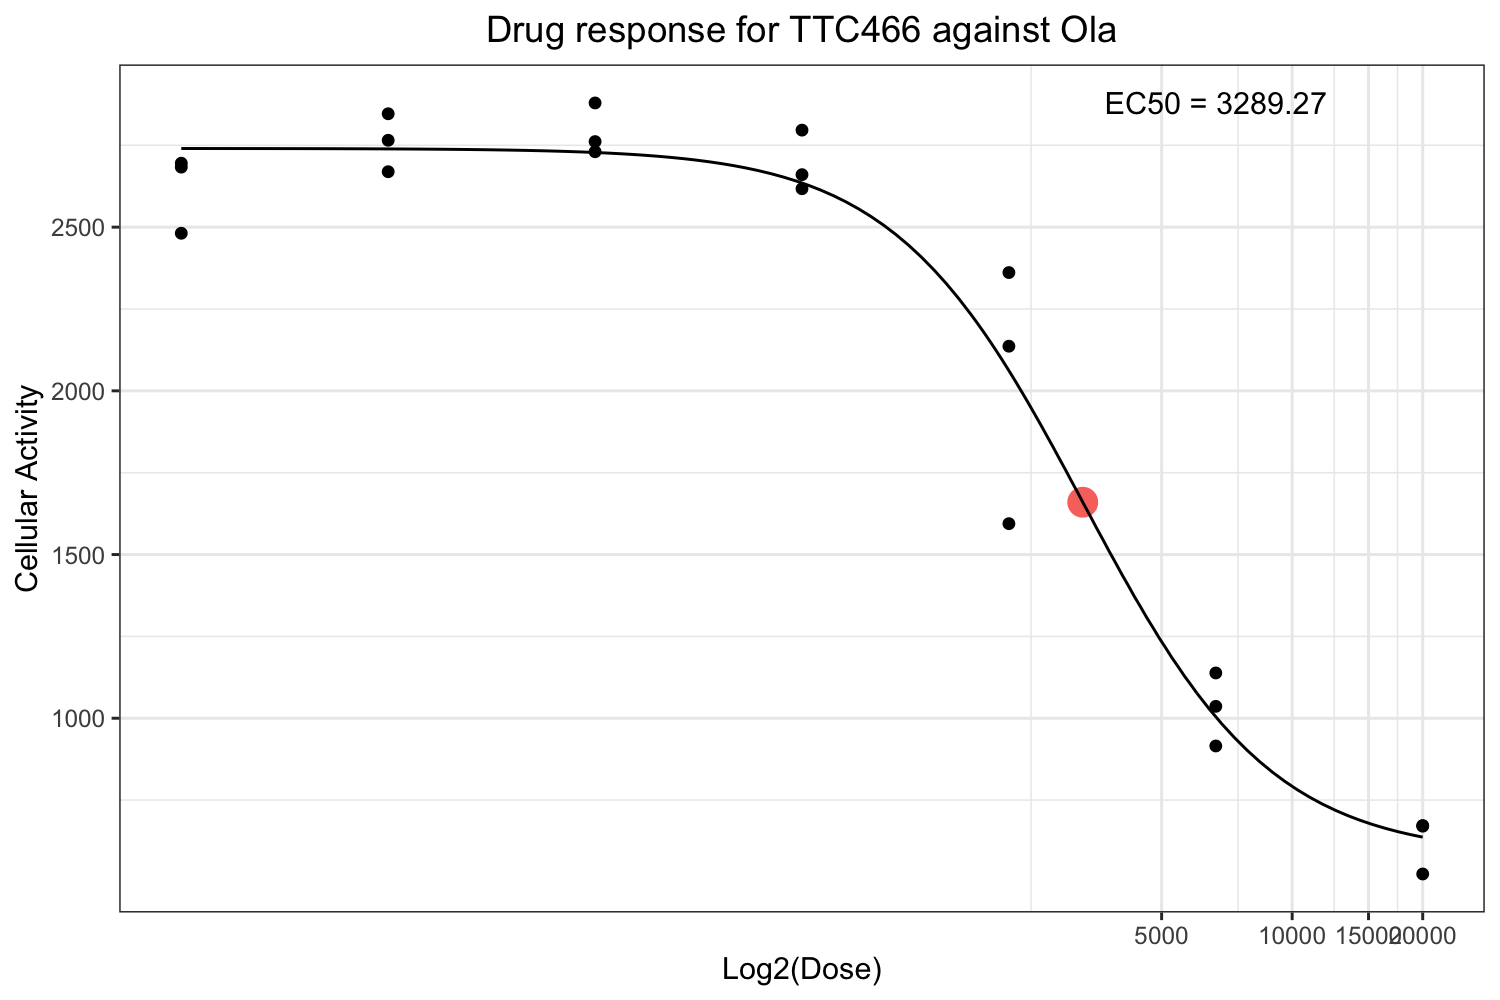 Drug response for TTC466 against Ola
EC50 = 3289.27
Cellular Activity
2500
2000
1500
1000
5000 10000 15000 20000
Log2(Dose)